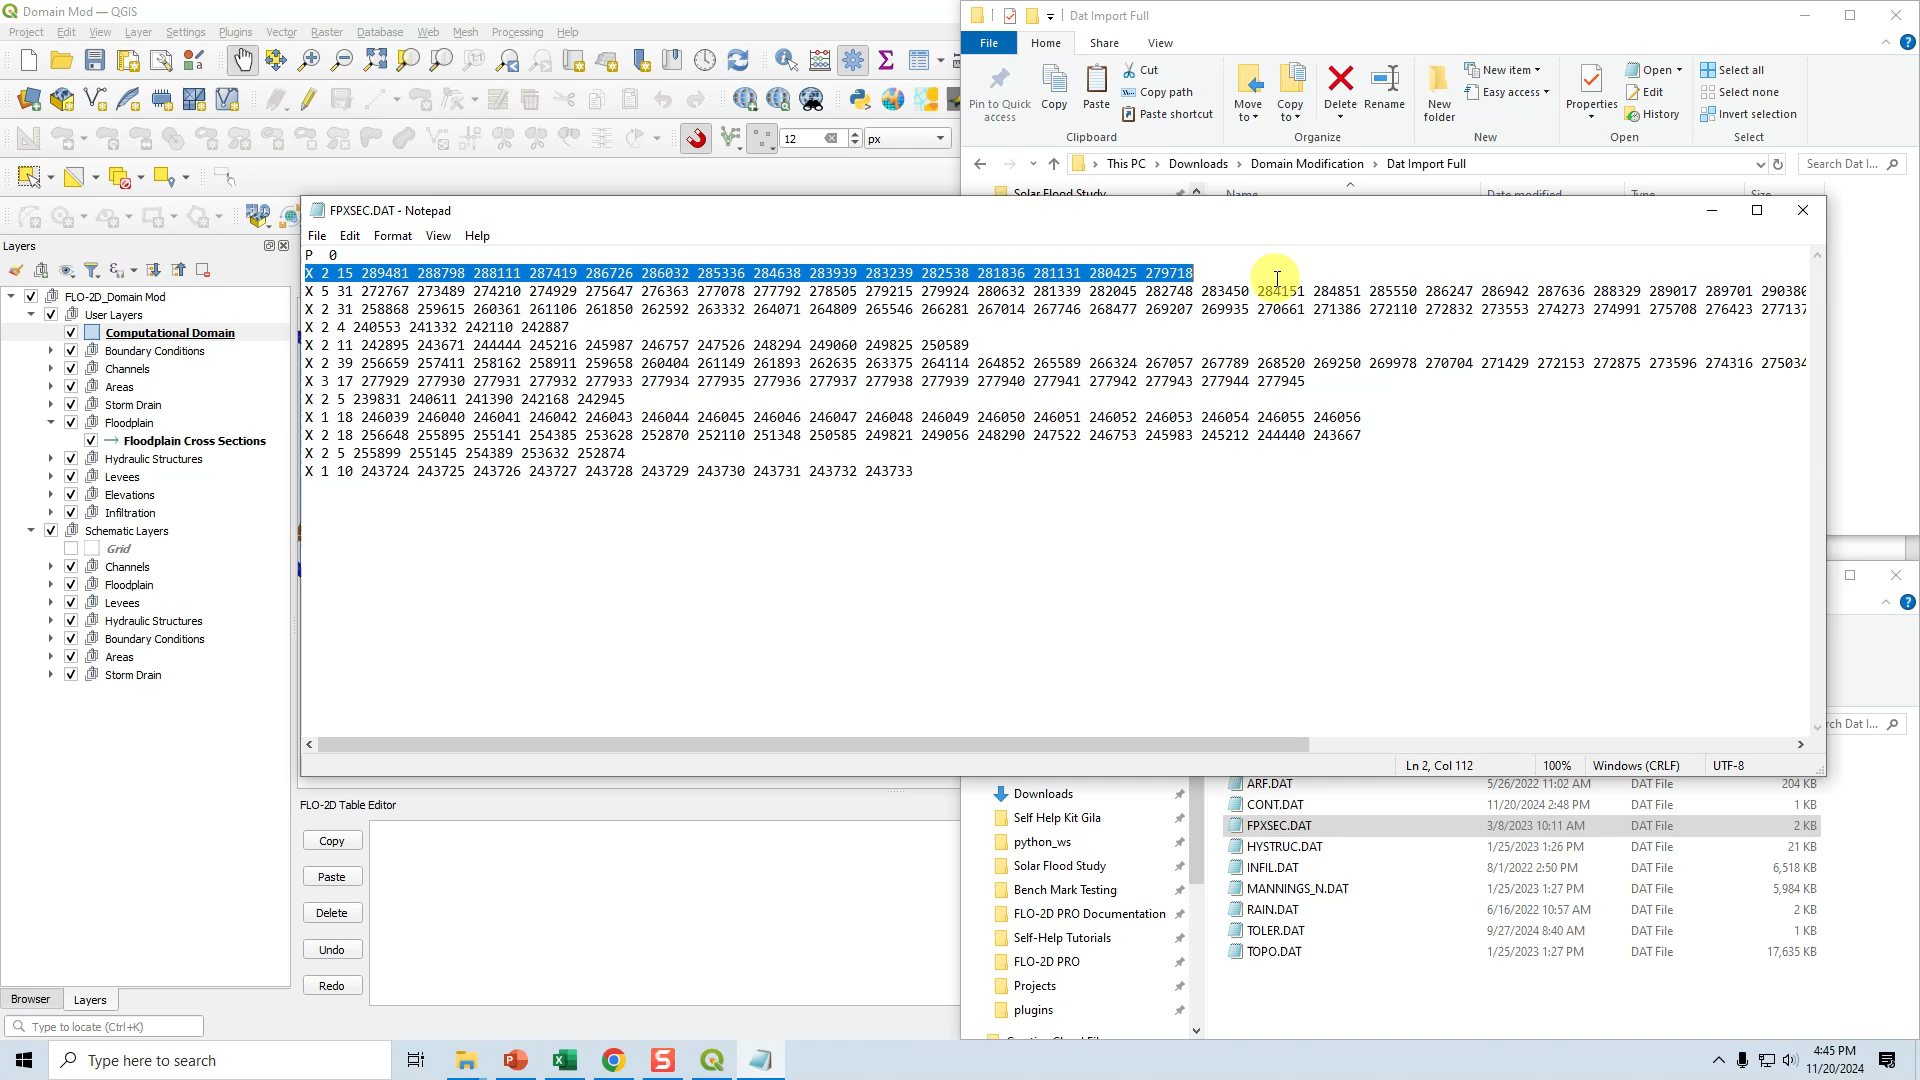 Domain Mod — QGIS
Project Edit View Layer Settings Plugins Vector Raster Database Web Mesh Processing Help
12
px
Layers
FLO-2D_Domain Mod
User Layers
Computational Domain
Boundary Conditions
Channels
Areas
Storm Drain
Floodplain
Floodplain Cross Sections
Hydraulic Structures
Levees
Elevations
Infiltration
Schematic Layers
Grid
Channels
Floodplain
Levees
Hydraulic Structures
Boundary Conditions
Areas
Storm Drain
Browser Layers
Type to locate (Ctrl+K)
Dat Import Full
File Home Share View
Pin to Quick access
Copy
Paste
Cut
Copy path
Paste shortcut
Clipboard
Move to
Copy to
Delete
Rename
Organize
New folder
New item
Easy access
New
Properties
Open
Edit
History
Open
Select all
Select none
Invert selection
Select
This PC > Downloads > Domain Modification > Dat Import Full
Search Dat I...
Solar Flood Study
Name Date modified Type Size
FPXSEC.DAT - Notepad
File Edit Format View Help
P 0
X 2 15 289481 288798 288111 287419 286726 286032 285336 284638 283939 283239 282538 281836 281131 280425 279718
X 5 31 272767 273489 274210 274929 275647 276363 277078 277792 278505 279215 279924 280632 281339 282045 282748 283450 284151 284851 285550 286247 286942 287636 288329 289017 289701 290380
X 2 31 258868 259615 260361 261106 261850 262592 263332 264071 264809 265546 266281 267014 267746 268477 269207 269935 270661 271386 272110 272832 273553 274273 274991 275708 276423 277137
X 2 4 240553 241332 242110 242887
X 2 11 242895 243671 244444 245216 245987 246757 247526 248294 249060 249825 250589
X 2 39 256659 257411 258162 258911 259658 260404 261149 261893 262635 263375 264114 264852 265589 266324 267057 267789 268520 269250 269978 270704 271429 272153 272875 273596 274316 275034
X 3 17 277929 277930 277931 277932 277933 277934 277935 277936 277937 277938 277939 277940 277941 277942 277943 277944 277945
X 2 5 239831 240611 241390 242168 242945
X 1 18 246039 246040 246041 246042 246043 246044 246045 246046 246047 246048 246049 246050 246051 246052 246053 246054 246055 246056
X 2 18 256648 255895 255141 254385 253628 252870 252110 251348 250585 249821 249056 248290 247522 246753 245983 245212 244440 243667
X 2 5 255899 255145 254389 253632 252874
X 1 10 243724 243725 243726 243727 243728 243729 243730 243731 243732 243733
Ln 2, Col 112 100% Windows (CRLF) UTF-8
rch Dat I...
FLO-2D Table Editor
Copy
Paste
Delete
Undo
Redo
Downloads
Self Help Kit Gila
python_ws
Solar Flood Study
Bench Mark Testing
FLO-2D PRO Documentation
Self-Help Tutorials
FLO-2D PRO
Projects
plugins
ARF.DAT 5/26/2022 11:02 AM DAT File 204 KB
CONT.DAT 11/20/2024 2:48 PM DAT File 1 KB
FPXSEC.DAT 3/8/2023 10:11 AM DAT File 2 KB
HYSTRUC.DAT 1/25/2023 1:26 PM DAT File 21 KB
INFIL.DAT 8/1/2022 2:50 PM DAT File 6,518 KB
MANNINGS_N.DAT 1/25/2023 1:27 PM DAT File 5,984 KB
RAIN.DAT 6/16/2022 10:57 AM DAT File 2 KB
TOLER.DAT 9/27/2024 8:40 AM DAT File 1 KB
TOPO.DAT 1/25/2023 1:27 PM DAT File 17,635 KB
Type here to search
4:45 PM
11/20/2024